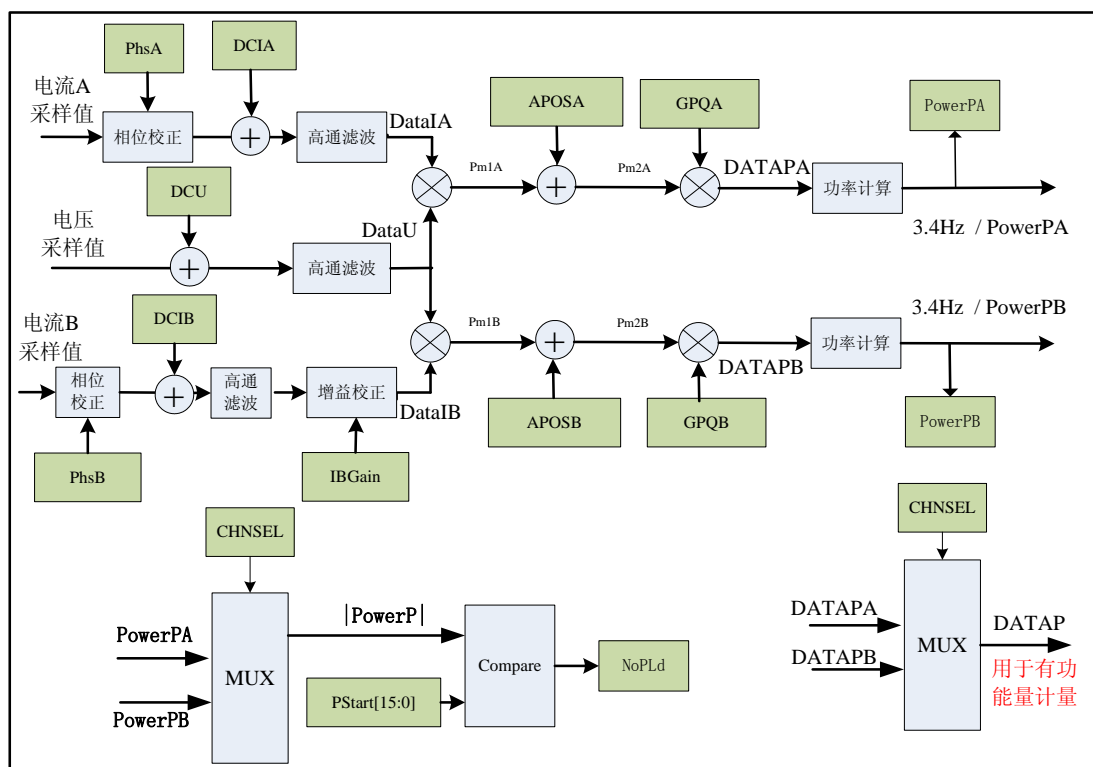 PhsA
DCIA
电流A
采样值
相位校正
高通滤波
DataIA
APOSA
GPQA
PowerPA
Pm1A
Pm2A
DATAPA
功率计算
3.4Hz / PowerPA
DCU
电压
采样值
高通滤波
DataU
DCIB
电流B
采样值
相位
校正
高通
滤波
增益校正
DataIB
Pm1B
Pm2B
DATAPB
功率计算
3.4Hz / PowerPB
PhsB
IBGain
APOSB
GPQB
PowerPB
CHNSEL
PowerPA
PowerPB
MUX
|PowerP|
PStart[15:0]
Compare
NoPLd
CHNSEL
DATAPA
DATAPB
MUX
DATAP
用于有功
能量计量